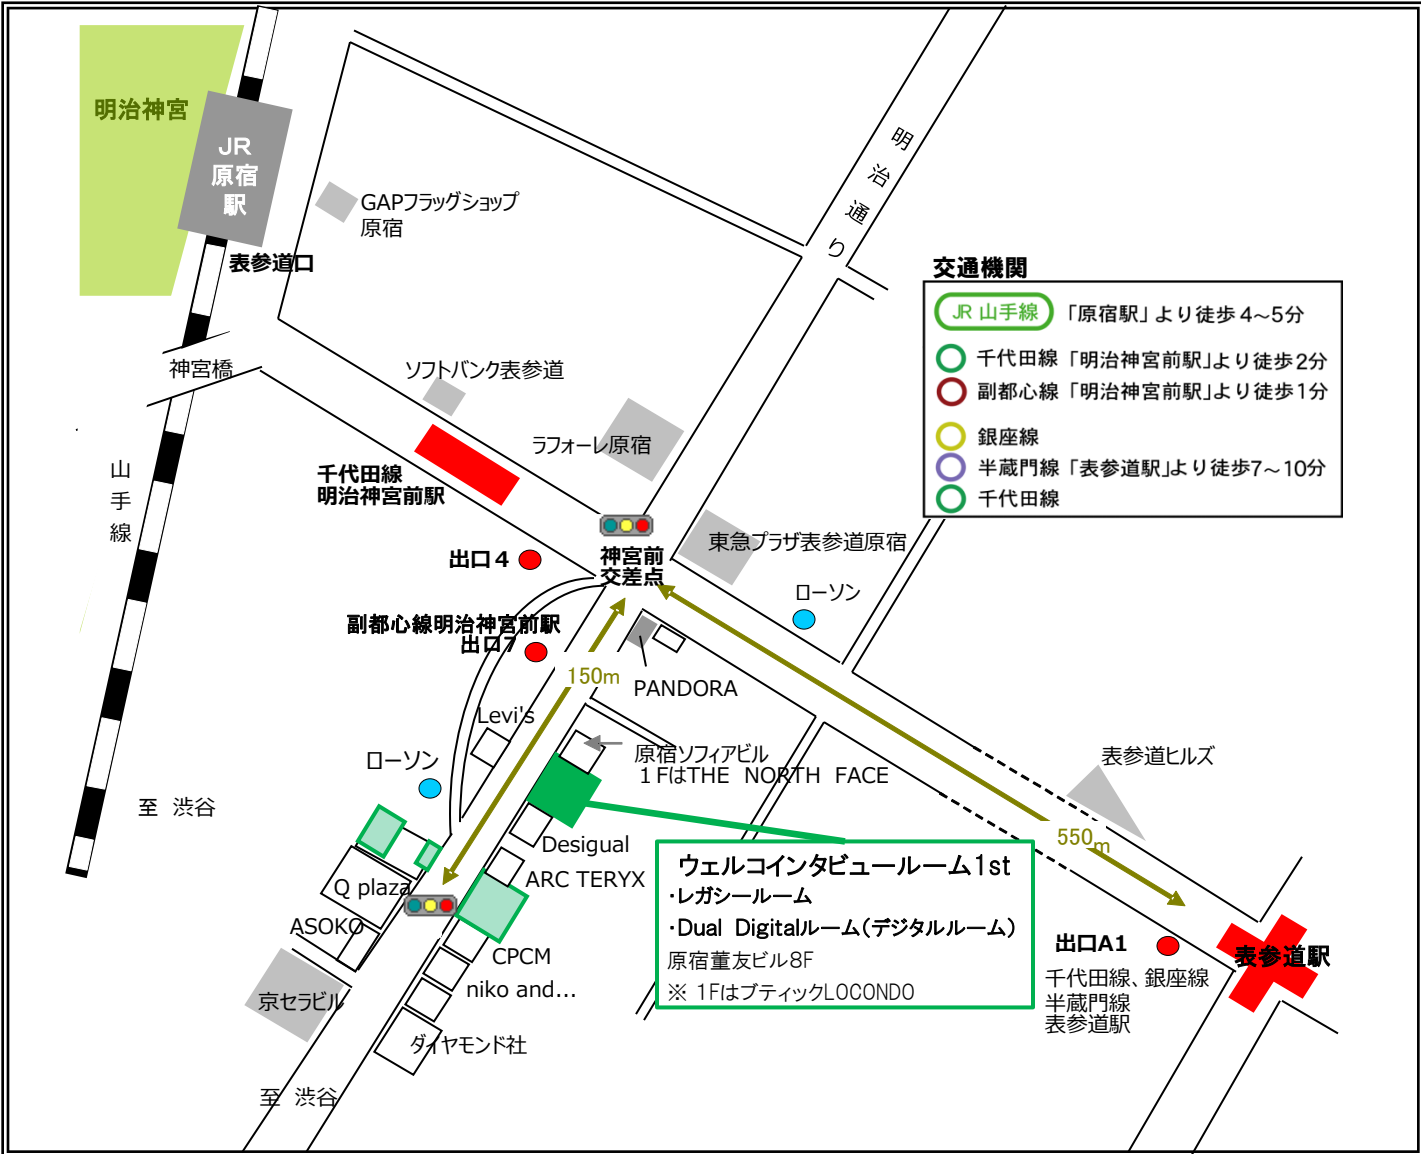 明治神宮
JR
原宿
駅
表参道口
GAPフラッグショップ
原宿
明治通り
交通機関
JR 山手線 「原宿駅」より徒歩4～5分
千代田線「明治神宮前駅」より徒歩2分
副都心線「明治神宮前駅」より徒歩1分
銀座線
半蔵門線「表参道駅」より徒歩7～10分
千代田線
神宮橋
ソフトバンク表参道
ラフォーレ原宿
山手線
千代田線
明治神宮前駅
神宮前
交差点
東急プラザ表参道原宿
出口4
ローソン
副都心線明治神宮前駅
出口7
150m
PANDORA
Levi's
原宿ソフィアビル
1FはTHE NORTH FACE
ローソン
表参道ヒルズ
至 渋谷
550m
Desigual
ARC TERYX
ウェルコインタビュールーム1st
・レガシールーム
・Dual Digitalルーム(デジタルルーム)
原宿董友ビル8F
※ 1FはブティックLOCONDO
Q plaza
ASOKO
CPCM
niko and...
京セラビル
ダイヤモンド社
出口A1
千代田線、銀座線
半蔵門線
表参道駅
表参道駅
至 渋谷